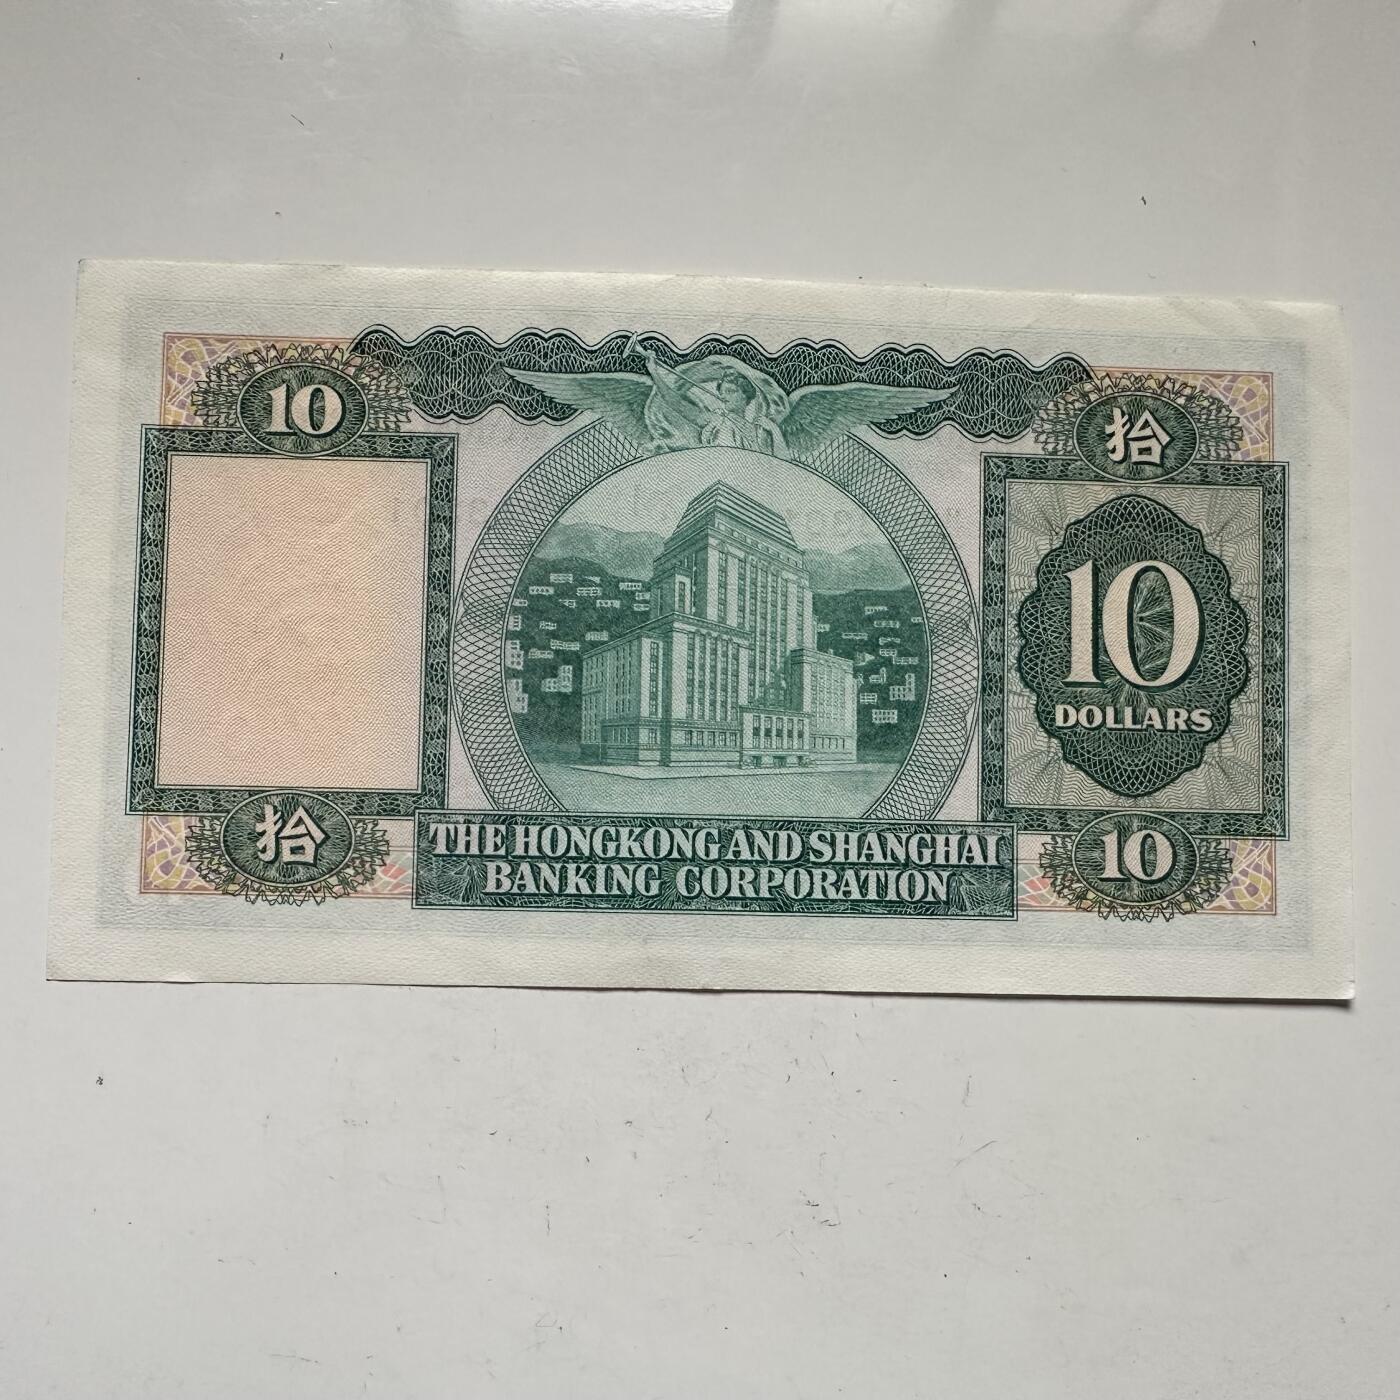 10
拾
10
DOLLARS
拾
10
THE HONGKONG AND SHANGHAI
BANKING CORPORATION